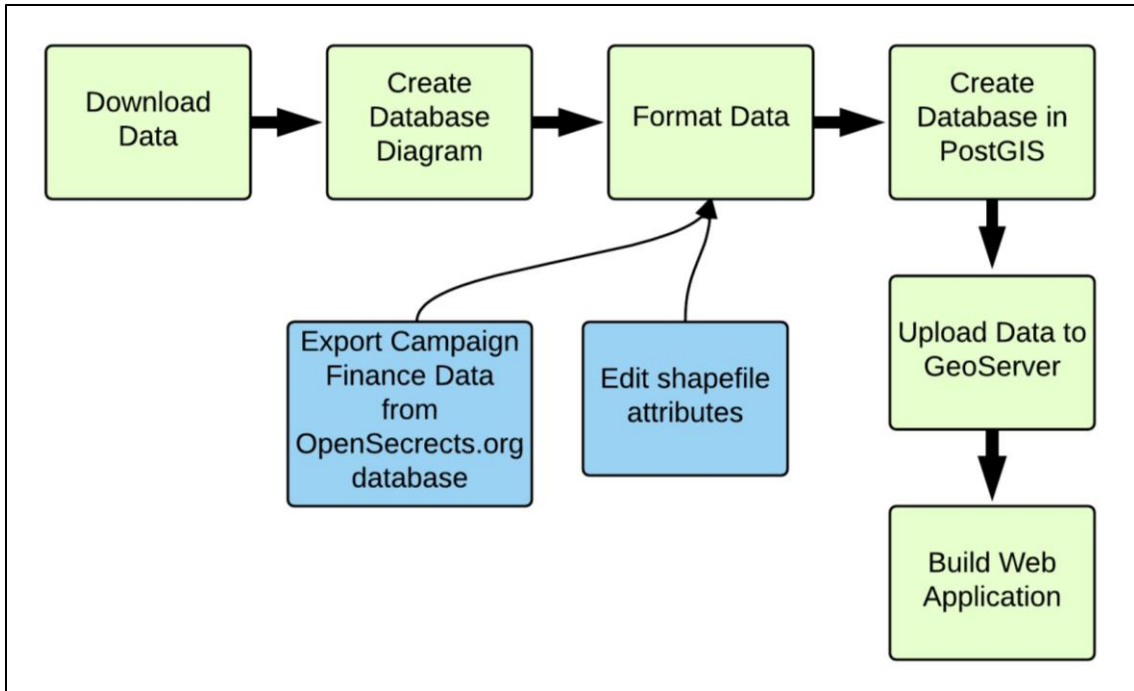 Download
Data
Create
Database
Diagram
Format Data
Create
Database in
PostGIS
Export Campaign
Finance Data
from
OpenSecrects.org
database
Edit shapefile
attributes
Upload Data to
GeoServer
Build Web
Application